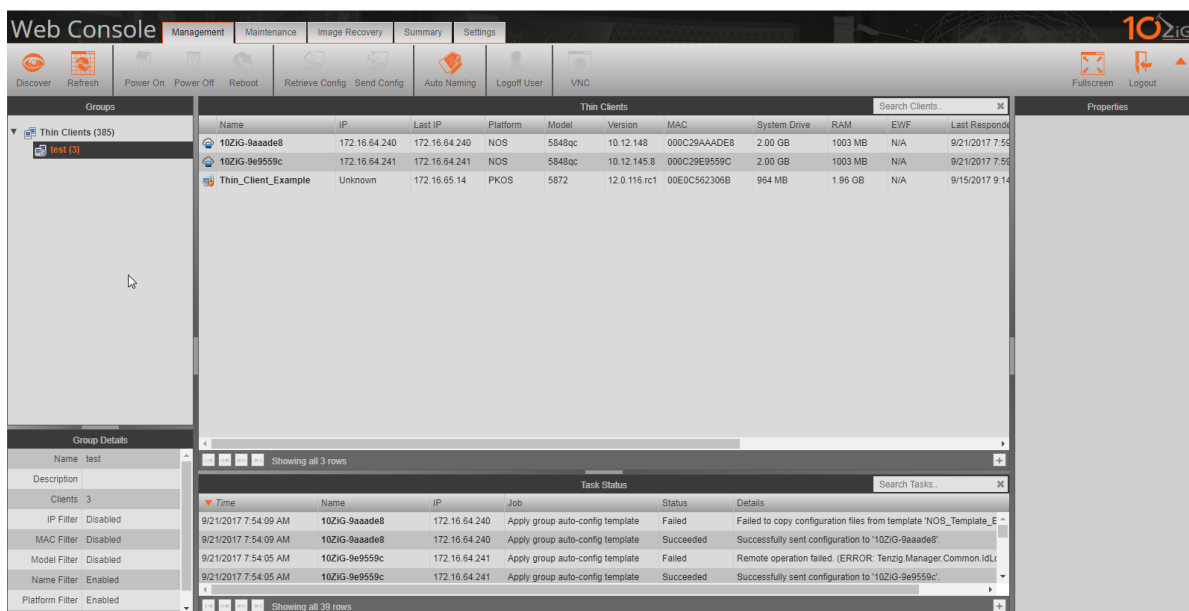 Web Console Management Maintenance Image Recovery Summary Settings 10ZiG
Discover Refresh Power On Power Off Reboot Retrieve Config Send Config Auto Naming Logoff User VNC Fullscreen Logout
Groups
Thin Clients (385)
test (3)
Thin Clients Search Clients..
Name IP Last IP Platform Model Version MAC System Drive RAM EWF Last Responde
10ZiG-9aaade8 172.16.64.240 172.16.64.240 NOS 5848qc 10.12.148 000C29AAADE8 2.00 GB 1003 MB N/A 9/21/2017 7:59
10ZiG-9e9559c 172.16.64.241 172.16.64.241 NOS 5848qc 10.12.145.8 000C29E9559C 2.00 GB 1003 MB N/A 9/21/2017 7:59
Thin_Client_Example Unknown 172.16.65.14 PKOS 5872 12.0.116.rc1 00E0C562306B 964 MB 1.96 GB N/A 9/15/2017 9:14
Showing all 3 rows
Properties
Group Details
Name test
Description
Clients 3
IP Filter Disabled
MAC Filter Disabled
Model Filter Disabled
Name Filter Enabled
Platform Filter Enabled
Task Status Search Tasks..
Time Name IP Job Status Details
9/21/2017 7:54:09 AM 10ZiG-9aaade8 172.16.64.240 Apply group auto-config template Failed Failed to copy configuration files from template 'NOS_Template_E
9/21/2017 7:54:09 AM 10ZiG-9aaade8 172.16.64.240 Apply group auto-config template Succeeded Successfully sent configuration to '10ZiG-9aaade8'.
9/21/2017 7:54:05 AM 10ZiG-9e9559c 172.16.64.241 Apply group auto-config template Failed Remote operation failed. (ERROR: Tenzig.Manager.Common.IdLo
9/21/2017 7:54:05 AM 10ZiG-9e9559c 172.16.64.241 Apply group auto-config template Succeeded Successfully sent configuration to '10ZiG-9e9559c'.
Showing all 39 rows